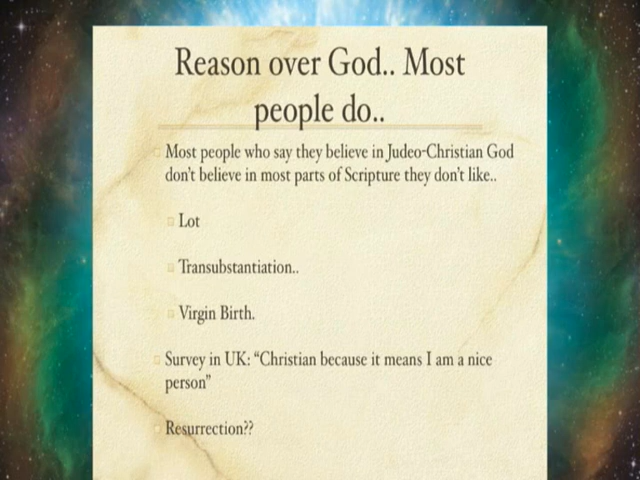 Reason over God.. Most
people do..
Most people who say they believe in Judeo-Christian God
don't believe in most parts of Scripture they don't like..
Lot
Transubstantiation..
Virgin Birth.
Survey in UK: “Christian because it means I am a nice
person”
Resurrection??